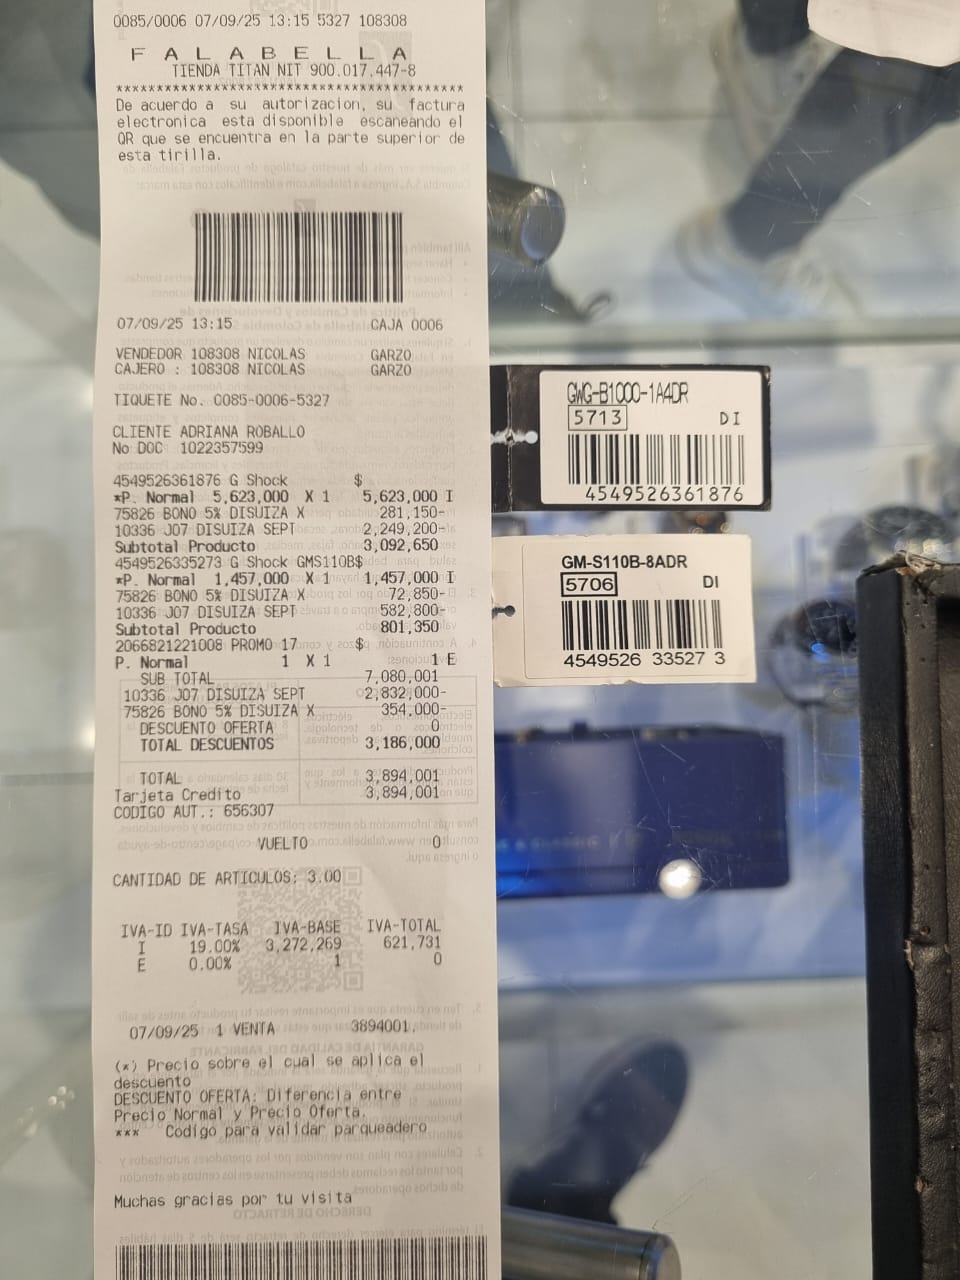 0085/0006 07/09/25 13:15 5327 108308
F A L A B E L L A
TIENDA TITAN NIT 900.017.447-8
****************************************
De acuerdo a su autorizacion, su factura
electronica esta disponible escaneando el
QR que se encuentra en la parte superior de
esta tirilla.
07/09/25 13:15 CAJA 0006
VENDEDOR 108308 NICOLAS GARZO
CAJERO : 108308 NICOLAS GARZO
TIQUETE No. 0085-0006-5327
CLIENTE ADRIANA ROBALLO
No DOC 1022357599
4549526361876 G Shock $
*P. Normal 5,623,000 X 1 5,623,000 I
75826 BONO 5% DISUIZA X 281,150-
10336 J07 DISUIZA SEPT 2,249,200-
Subtotal Producto 3,092,650
4549526335273 G Shock GMS110B$
*P. Normal 1,457,000 X 1 1,457,000 I
75826 BONO 5% DISUIZA X 72,850-
10336 J07 DISUIZA SEPT 582,800-
Subtotal Producto 801,350
2066821221008 PROMO 17 $
P. Normal 1 X 1 1 E
SUB TOTAL 7,080,001
10336 J07 DISUIZA SEPT 2,832,000-
75826 BONO 5% DISUIZA X 354,000-
DESCUENTO OFERTA 0
TOTAL DESCUENTOS 3,186,000
TOTAL 3,894,001
Tarjeta Credito 3,894,001
CODIGO AUT.: 656307
VUELTO 0
CANTIDAD DE ARTICULOS: 3.00
IVA-ID IVA-TASA IVA-BASE IVA-TOTAL
I 19.00% 3,272,269 621,731
E 0.00% 1 0
07/09/25 1 VENTA 3894001,
(*) Precio sobre el cual se aplica el
descuento
DESCUENTO OFERTA: Diferencia entre
Precio Normal y Precio Oferta.
*** Codigo para validar parqueadero
Muchas gracias por tu visita
GWG-B1000-1A4DR
5713 DI
4549526361876
GM-S110B-8ADR
5706 DI
4549526 33527 3